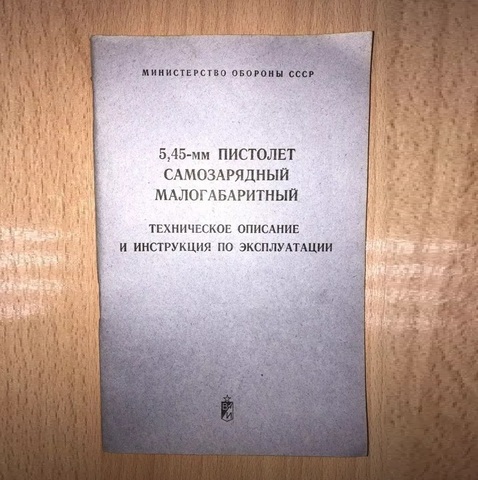 МИНИСТЕРСТВО ОБОРОНЫ СССР
5,45-мм ПИСТОЛЕТ
САМОЗАРЯДНЫЙ
МАЛОГАБАРИТНЫЙ
ТЕХНИЧЕСКОЕ ОПИСАНИЕ
И ИНСТРУКЦИЯ ПО ЭКСПЛУАТАЦИИ